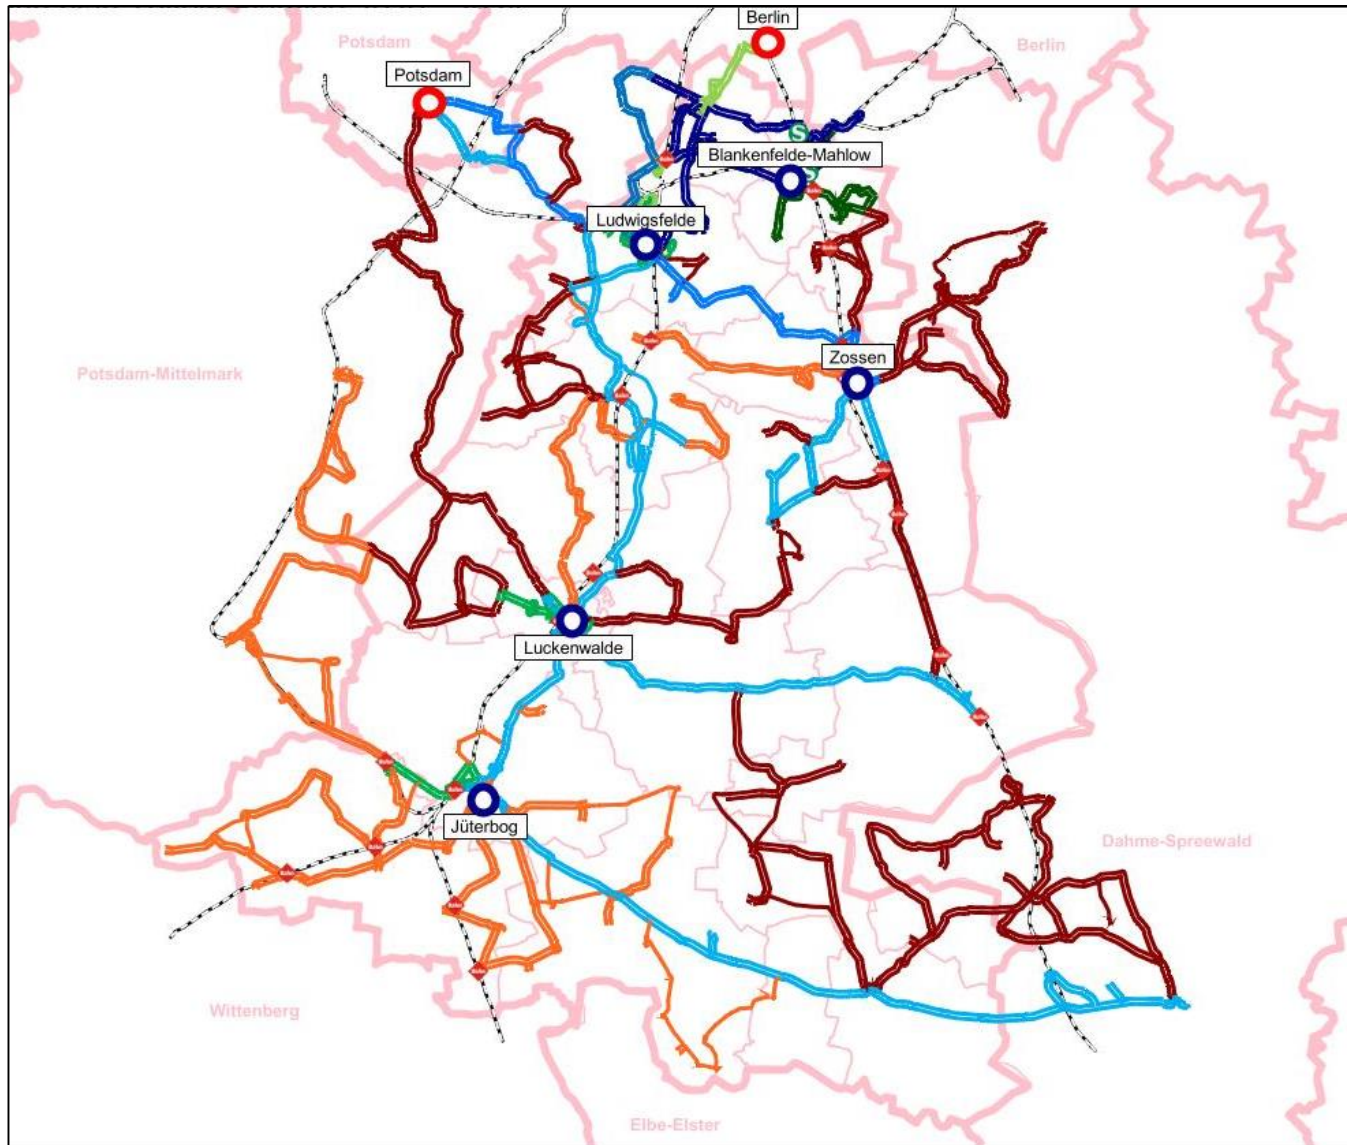 Berlin
Potsdam
Berlin
Potsdam
S
Blankenfelde-Mahlow
S
Ludwigsfelde
Zossen
Potsdam-Mittelmark
Luckenwalde
Jüterbog
Dahme-Spreewald
Wittenberg
Elbe-Elster